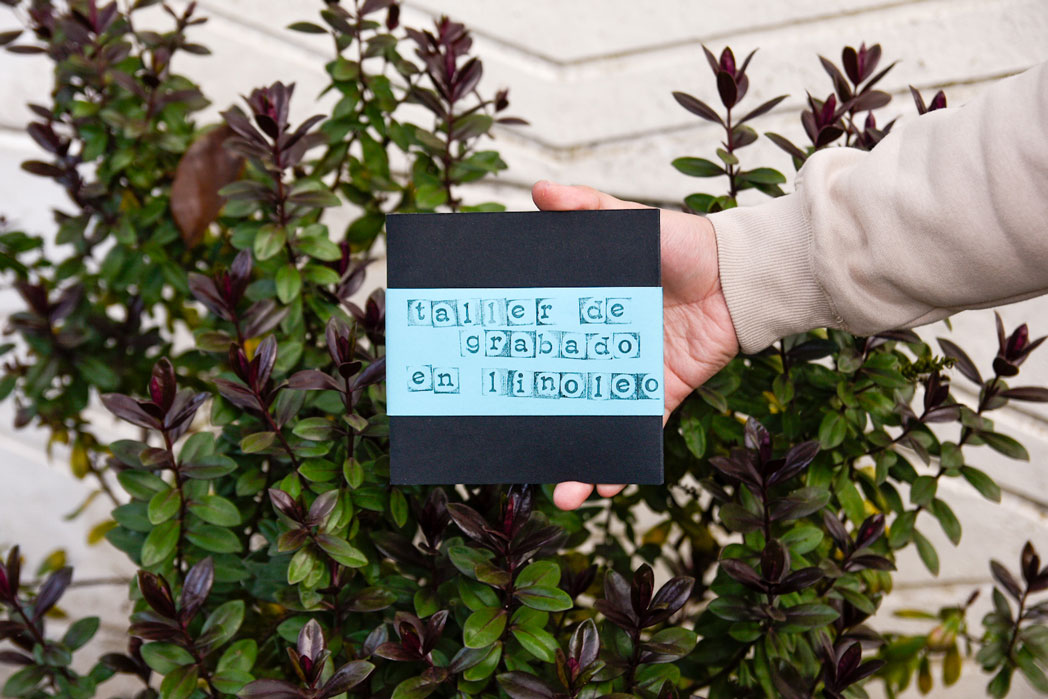 taller de
grabado
en linoleo